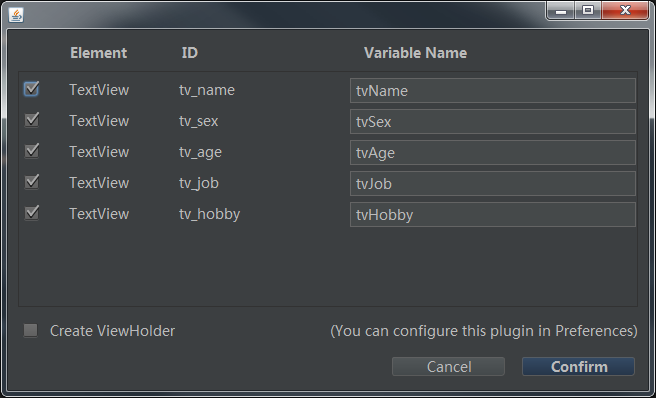 Element ID Variable Name
TextView tv_name tvName
TextView tv_sex tvSex
TextView tv_age tvAge
TextView tv_job tvJob
TextView tv_hobby tvHobby
Create ViewHolder (You can configure this plugin in Preferences)
Cancel Confirm